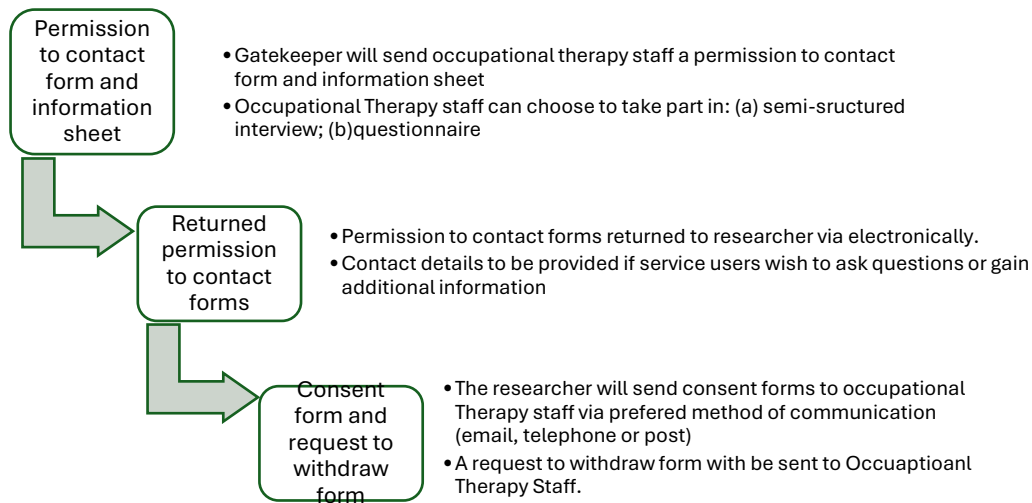 Permission
to contact
form and
information
sheet
•Gatekeeper will send occupational therapy staff a permission to contact
form and information sheet
•Occupational Therapy staff can choose to take part in: (a) semi-sructured
interview; (b)questionnaire
Returned
permission
to contact
forms
•Permission to contact forms returned to researcher via electronically.
•Contact details to be provided if service users wish to ask questions or gain
additional information
Consent
form and
request to
withdraw
form
•The researcher will send consent forms to occupational
Therapy staff via prefered method of communication
(email, telephone or post)
•A request to withdraw form with be sent to Occuaptioanl
Therapy Staff.